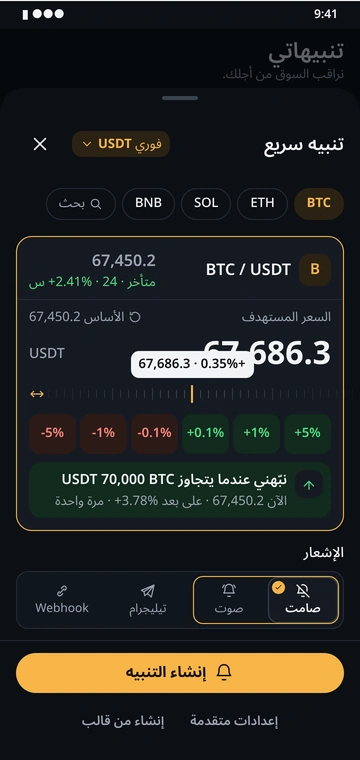 9:41
تنبيهاتي
نراقب السوق من أجلك.
تنبيه سريع
فوري USDT
BTC
ETH
SOL
BNB
بحث
B
BTC / USDT
67,450.2
متأخر · 24 س · +2.41%
السعر المستهدف
الأساس 67,450.2
67,686.3
USDT
67,686.3 · 0.35%+
+5%
+1%
+0.1%
-0.1%
-1%
-5%
نبّهني عندما يتجاوز BTC 70,000 USDT
الآن 67,450.2 · على بعد +3.78% · مرة واحدة
الإشعار
صامت
صوت
تيليجرام
Webhook
إنشاء التنبيه
إعدادات متقدمة
إنشاء من قالب